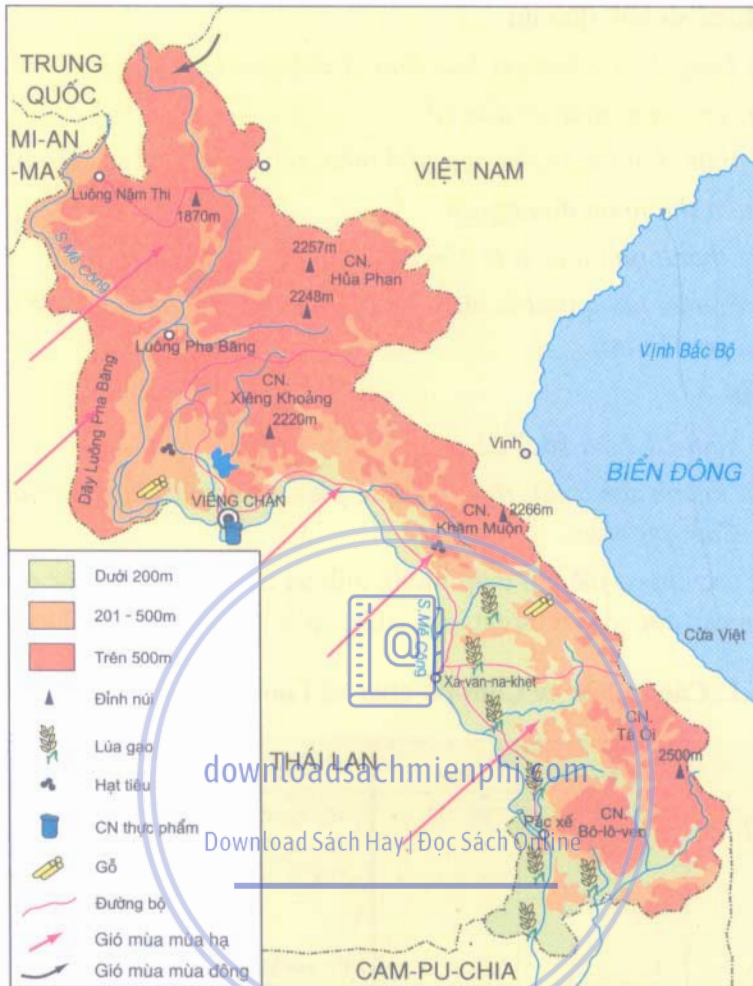 TRUNG
QUỐC
MI-AN
-MA
VIỆT NAM
Luông Nậm Thi
1870m
S. Mê Công
2257m
CN.
Hủa Phan
2248m
Luông Pha Băng
Vịnh Bắc Bộ
CN.
Xiêng Khoảng
2220m
Dãy Luông Pha Băng
Vinh
BIỂN ĐÔNG
VIÊNG CHĂN
CN.
Khăm Muộn
2266m
Dưới 200m
201 - 500m
Trên 500m
Đỉnh núi
Lúa gạo
Hạt tiêu
CN thực phẩm
Gỗ
Đường bộ
Gió mùa mùa hạ
Gió mùa mùa đông
S. Mê Công
Cửa Việt
Xa-van-na-khẹt
CN.
Tà Ôi
THÁI LAN
2500m
downloadsachmienphi.com
Pắc xế
CN.
Bô-lô-ven
Download Sách Hay | Đọc Sách Online
CAM-PU-CHIA